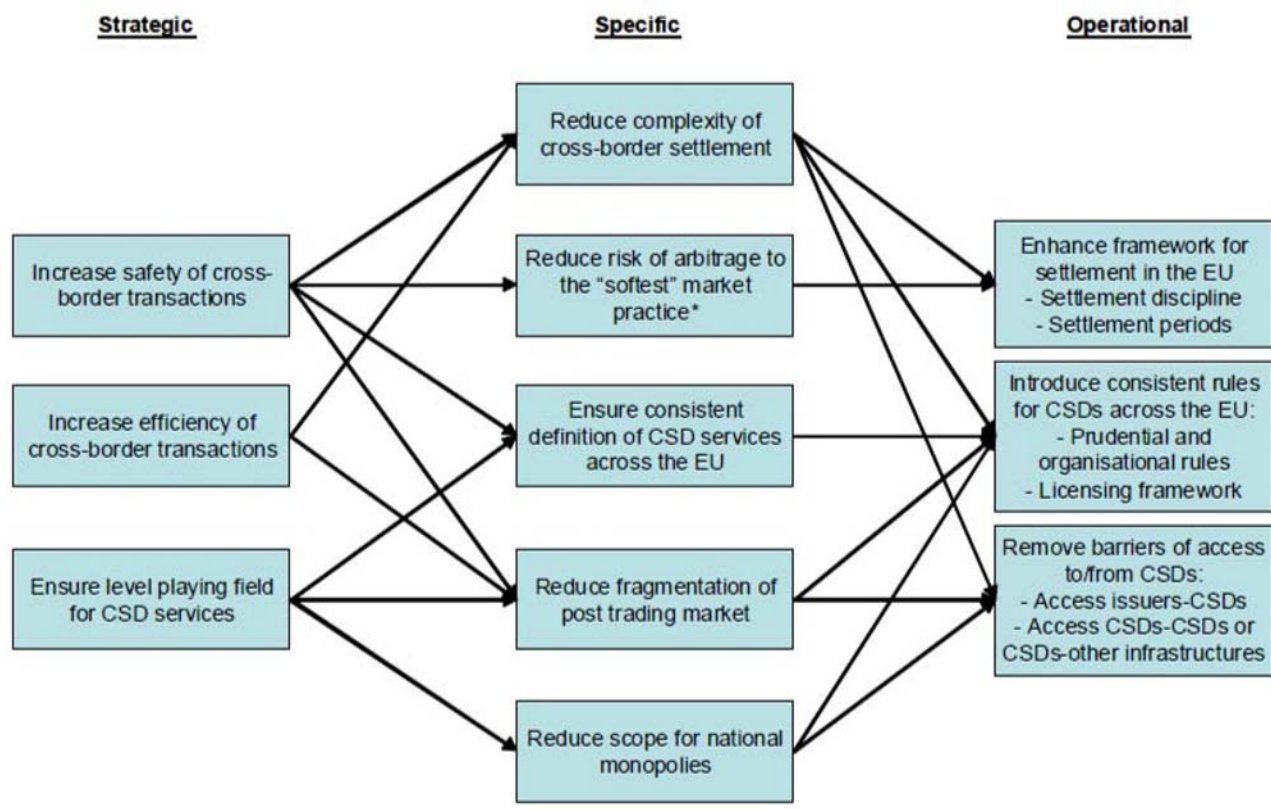 Strategic
Specific
Operational
Reduce complexity of
cross-border settlement
Increase safety of cross-
border transactions
Reduce risk of arbitrage to
the “softest” market
practice*
Enhance framework for
settlement in the EU
- Settlement discipline
- Settlement periods
Increase efficiency of
cross-border transactions
Ensure consistent
definition of CSD services
across the EU
Introduce consistent rules
for CSDs across the EU:
- Prudential and
organisational rules
- Licensing framework
Ensure level playing field
for CSD services
Reduce fragmentation of
post trading market
Remove barriers of access
to/from CSDs:
- Access issuers-CSDs
- Access CSDs-CSDs or
CSDs-other infrastructures
Reduce scope for national
monopolies